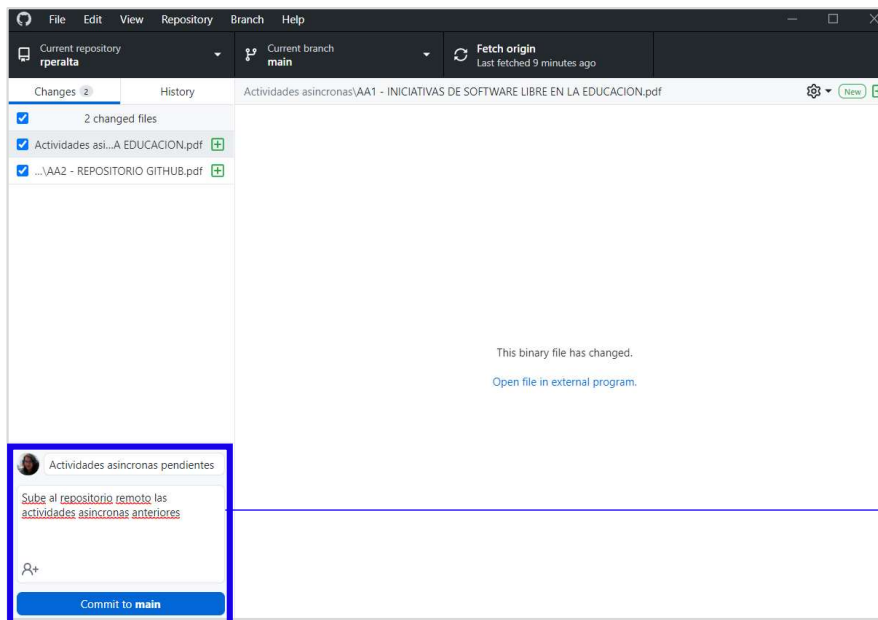 File Edit View Repository Branch Help
Current repository
rperalta
Current branch
main
Fetch origin
Last fetched 9 minutes ago
Changes 2 History
Actividades asincronas\AA1 - INICIATIVAS DE SOFTWARE LIBRE EN LA EDUCACION.pdf
New
2 changed files
Actividades asi...A EDUCACION.pdf
...\AA2 - REPOSITORIO GITHUB.pdf
This binary file has changed.
Open file in external program.
Actividades asincronas pendientes
Sube al repositorio remoto las
actividades asincronas anteriores
Commit to main